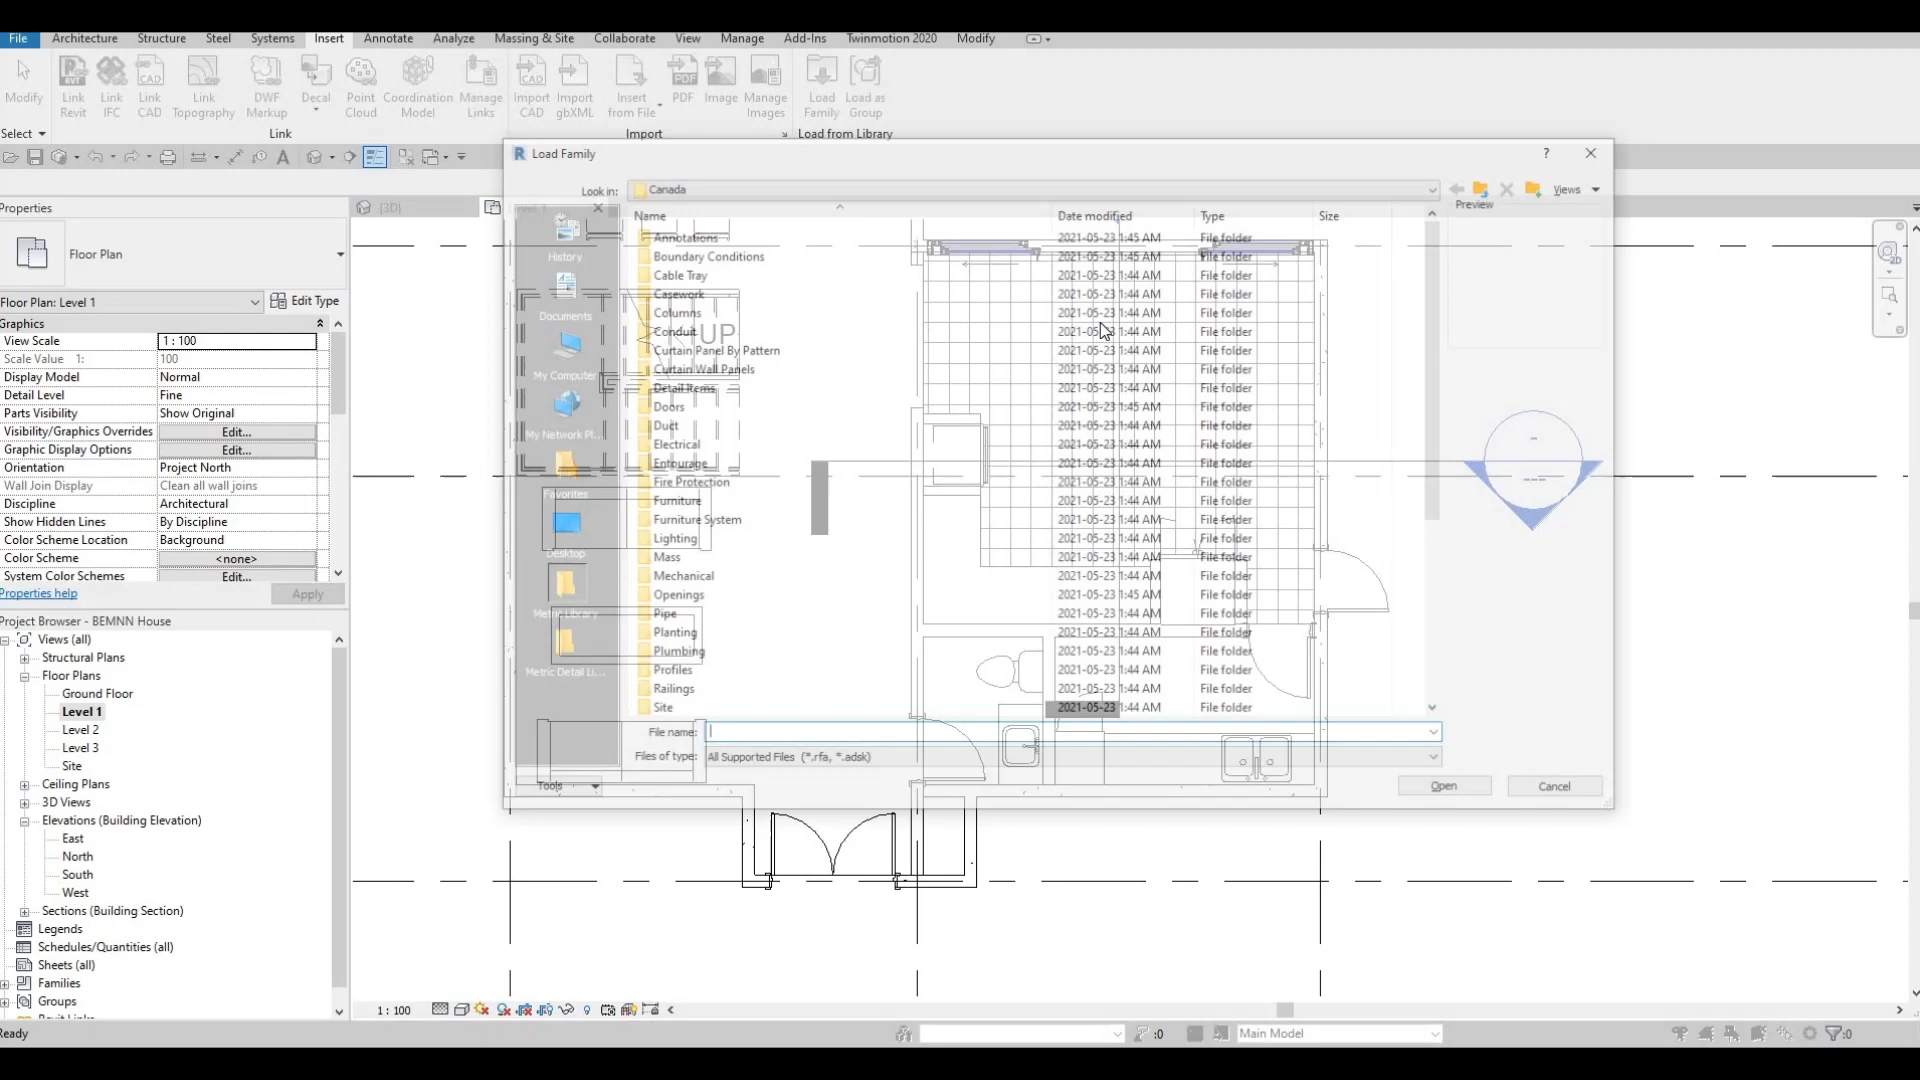 File Architecture Structure Steel Systems Insert Annotate Analyze Massing & Site Collaborate View Manage Add-Ins Twinmotion 2020 Modify
Modify
Link Revit
Link IFC
Link CAD
Link Topography
DWF Markup
Decal
Point Cloud
Coordination Model
Manage Links
Import CAD
Import gbXML
Insert from File
PDF
Image
Manage Images
Load Family
Load as Group
Select
Link
Import
Load from Library
Properties
Floor Plan
Floor Plan: Level 1
Edit Type
Graphics
View Scale 1 : 100
Scale Value 1: 100
Display Model Normal
Detail Level Fine
Parts Visibility Show Original
Visibility/Graphics Overrides Edit...
Graphic Display Options Edit...
Orientation Project North
Wall Join Display Clean all wall joins
Discipline Architectural
Show Hidden Lines By Discipline
Color Scheme Location Background
Color Scheme <none>
System Color Schemes Edit...
Properties help
Apply
Project Browser - BEMNN House
Views (all)
Structural Plans
Floor Plans
Ground Floor
Level 1
Level 2
Level 3
Site
Ceiling Plans
3D Views
Elevations (Building Elevation)
East
North
South
West
Sections (Building Section)
Legends
Schedules/Quantities (all)
Sheets (all)
Families
Groups
Ready
{3D}
Load Family
?
Look in: Canada
Views
Preview
History
Documents
My Computer
My Network Pl...
Favorites
Desktop
Metric Library
Metric Detail Li...
Name Date modified Type Size
Annotations 2021-05-23 1:45 AM File folder
Boundary Conditions 2021-05-23 1:45 AM File folder
Cable Tray 2021-05-23 1:44 AM File folder
Casework 2021-05-23 1:44 AM File folder
Columns 2021-05-23 1:44 AM File folder
Conduit 2021-05-23 1:44 AM File folder
Curtain Panel By Pattern 2021-05-23 1:44 AM File folder
Curtain Wall Panels 2021-05-23 1:44 AM File folder
Detail Items 2021-05-23 1:44 AM File folder
Doors 2021-05-23 1:45 AM File folder
Duct 2021-05-23 1:44 AM File folder
Electrical 2021-05-23 1:44 AM File folder
Entourage 2021-05-23 1:44 AM File folder
Fire Protection 2021-05-23 1:44 AM File folder
Furniture 2021-05-23 1:44 AM File folder
Furniture System 2021-05-23 1:44 AM File folder
Lighting 2021-05-23 1:44 AM File folder
Mass 2021-05-23 1:44 AM File folder
Mechanical 2021-05-23 1:44 AM File folder
Openings 2021-05-23 1:45 AM File folder
Pipe 2021-05-23 1:44 AM File folder
Planting 2021-05-23 1:44 AM File folder
Plumbing 2021-05-23 1:44 AM File folder
Profiles 2021-05-23 1:44 AM File folder
Railings 2021-05-23 1:44 AM File folder
Site 2021-05-23 1:44 AM File folder
UP
File name:
Files of type: All Supported Files (*.rfa, *.adsk)
Tools
Open
Cancel
1 : 100
:0
Main Model
:0